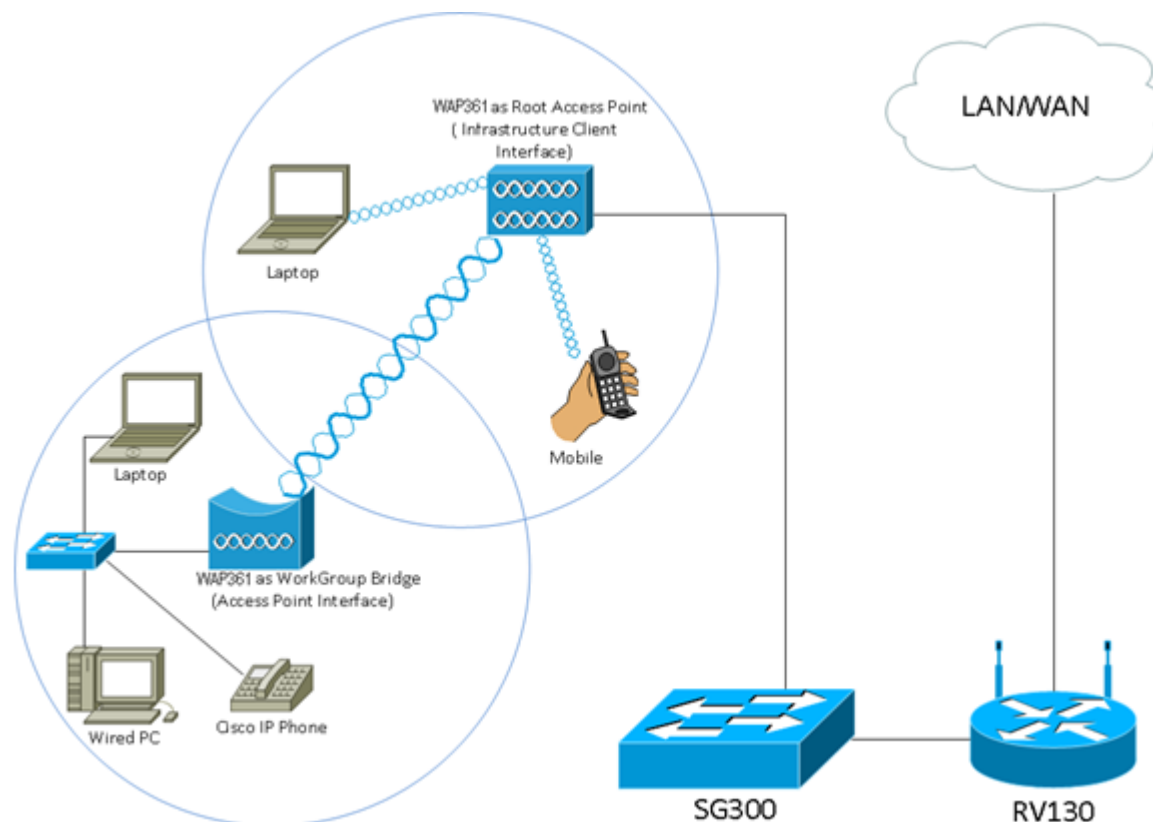 WAP361 as Root Access Point
( Infrastructure Client
Interface)
LAN/WAN
Laptop
Mobile
Laptop
WAP361 as WorkGroup Bridge
(Access Point Interface)
Wired PC
Cisco IP Phone
SG300
RV130